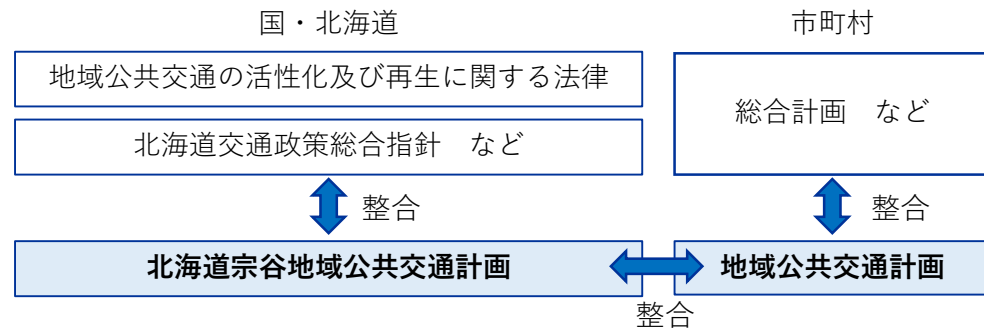 国・北海道
市町村
地域公共交通の活性化及び再生に関する法律
北海道交通政策総合指針　など
総合計画　など
整合
整合
北海道宗谷地域公共交通計画
地域公共交通計画
整合